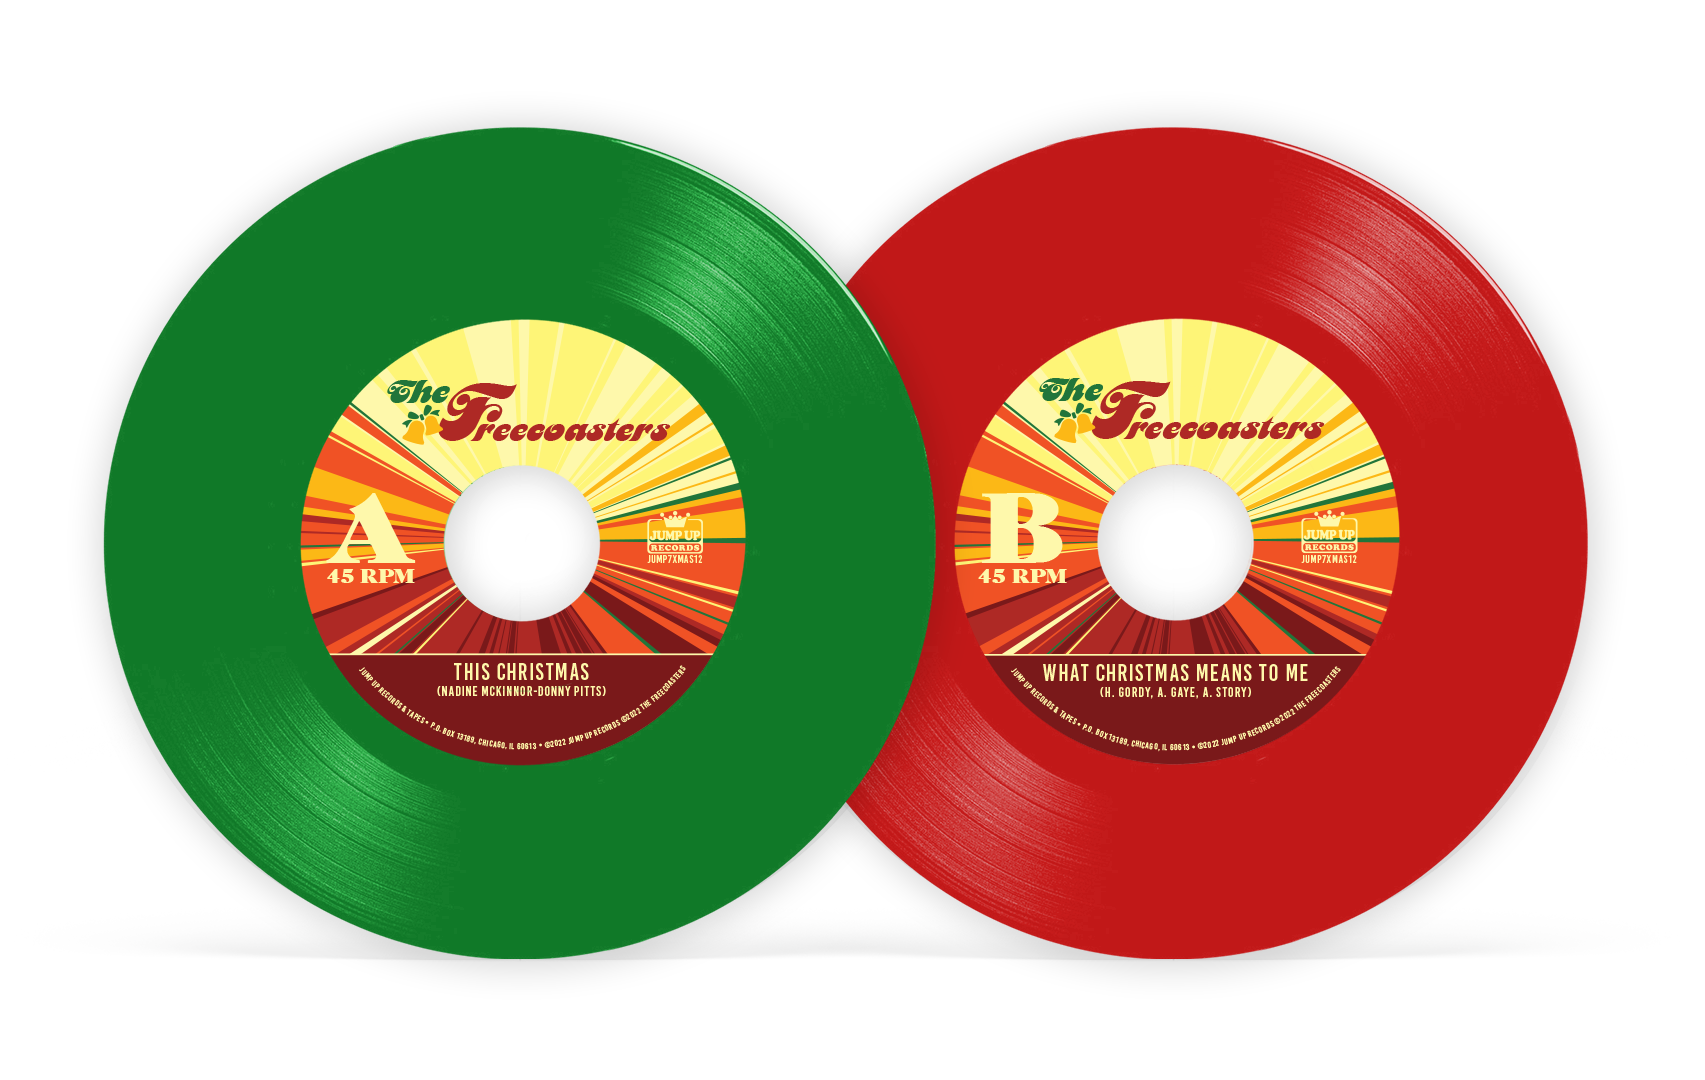 The
Freecoasters
A
45 RPM
JUMP UP
RECORDS
JUMP7XMAS12
THIS CHRISTMAS
(NADINE MCKINNOR-DONNY PITTS)
JUMP UP RECORDS & TAPES • P.O. BOX 13189, CHICAGO, IL 60613 • ©2022 JUMP UP RECORDS ©2022 THE FREECOASTERS
The
Freecoasters
B
45 RPM
JUMP UP
RECORDS
JUMP7XMAS12
WHAT CHRISTMAS MEANS TO ME
(H. GORDY, A. GAYE, A. STORY)
JUMP UP RECORDS & TAPES • P.O. BOX 13189, CHICAGO, IL 60613 • ©2022 JUMP UP RECORDS ©2022 THE FREECOASTERS